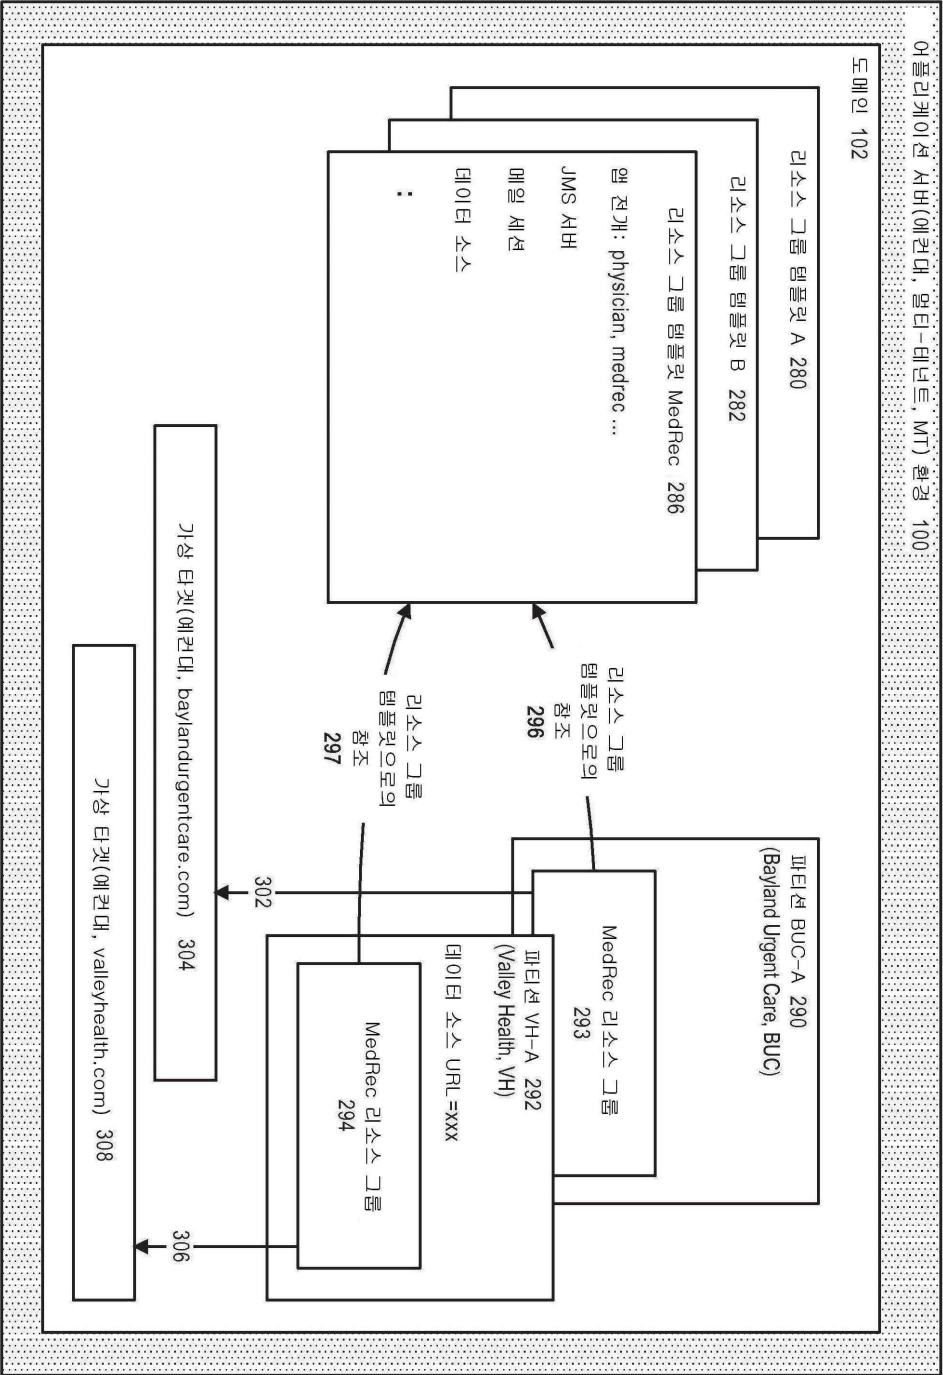 어플리케이션 서버(예컨대, 멀티-테넌트, MT) 환경 100
도메인 102
리소스 그룹 템플릿 A 280
리소스 그룹 템플릿 B 282
리소스 그룹 템플릿 MedRec 286
앱 전개: physician, medrec ...
JMS 서버
메일 세션
데이터 소스
:
리소스 그룹
템플릿으로의
참조
296
리소스 그룹
템플릿으로의
참조
297
파티션 BUC-A 290
(Bayland Urgent Care, BUC)
MedRec 리소스 그룹
293
파티션 VH-A 292
(Valley Health, VH)
데이터 소스 URL=xxx
MedRec 리소스 그룹
294
302
306
가상 타겟(예컨대, baylandurgentcare.com) 304
가상 타겟(예컨대, valleyhealth.com) 308